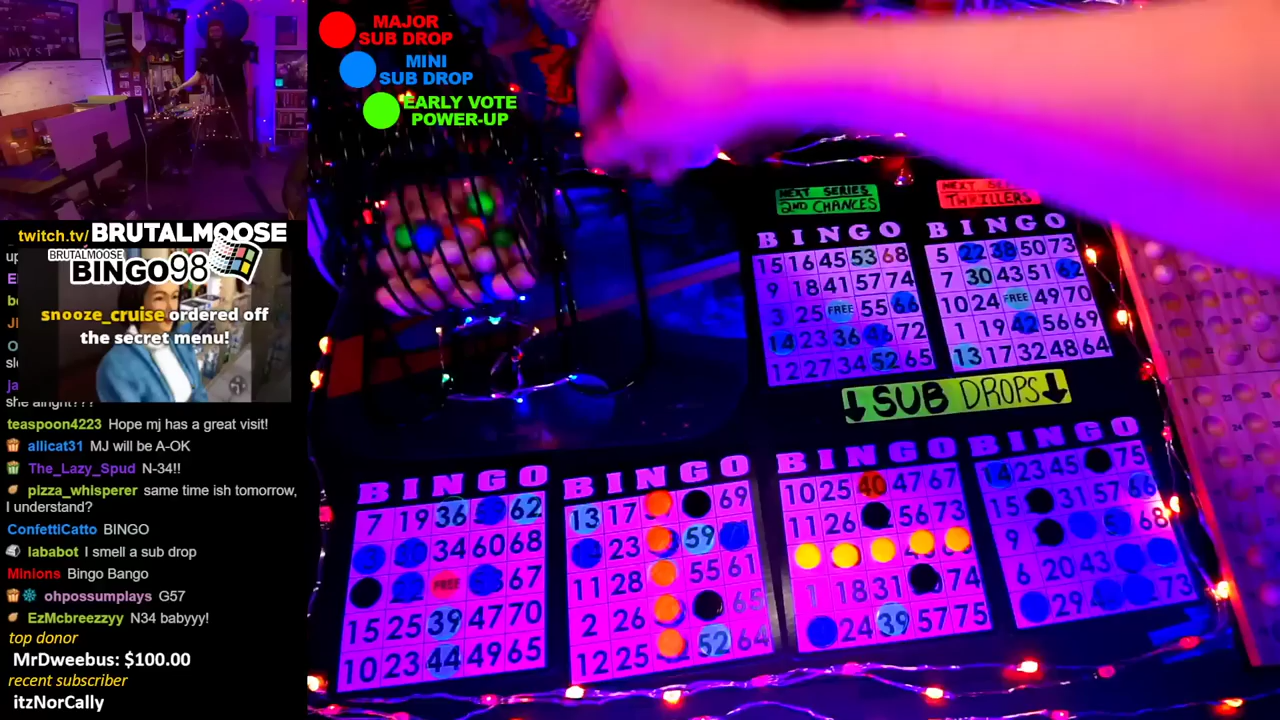 MYST
MAJOR
SUB DROP
MINI
SUB DROP
EARLY VOTE
POWER-UP
twitch.tv/BRUTALMOOSE
BRUTALMOOSE
BINGO98
snooze_cruise ordered off
the secret menu!
she alright???
teaspoon4223 Hope mj has a great visit!
allicat31 MJ will be A-OK
The_Lazy_Spud N-34!!
pizza_whisperer same time ish tomorrow,
I understand?
ConfettiCatto BINGO
lababot I smell a sub drop
Minions Bingo Bango
ohpossumplays G57
EzMcbreezzyy N34 babyyy!
top donor
MrDweebus: $100.00
recent subscriber
itzNorCally
NEXT SERIES
2ND CHANCES
BINGO
15 16 45 53 68
9 18 41 57 74
3 25 FREE 55 66
14 23 36 46 72
12 27 34 52 65
NEXT
THRILLERS
BINGO
5 22 38 50 73
7 30 43 51 62
10 24 FREE 49 70
1 19 42 56 69
13 17 32 48 64
SUB DROPS
BINGO
7 19 36 62
3 34 60 68
FREE 67
15 25 39 47 70
10 23 44 49 65
BINGO
13 17 69
23 59
11 28 55 61
2 26 65
12 25 52 64
BINGO
10 25 40 47 67
11 26 56 73
1 18 31 74
24 39 57 75
BINGO
14 23 45 75
15 31 57 66
9 68
6 20 43
29 73